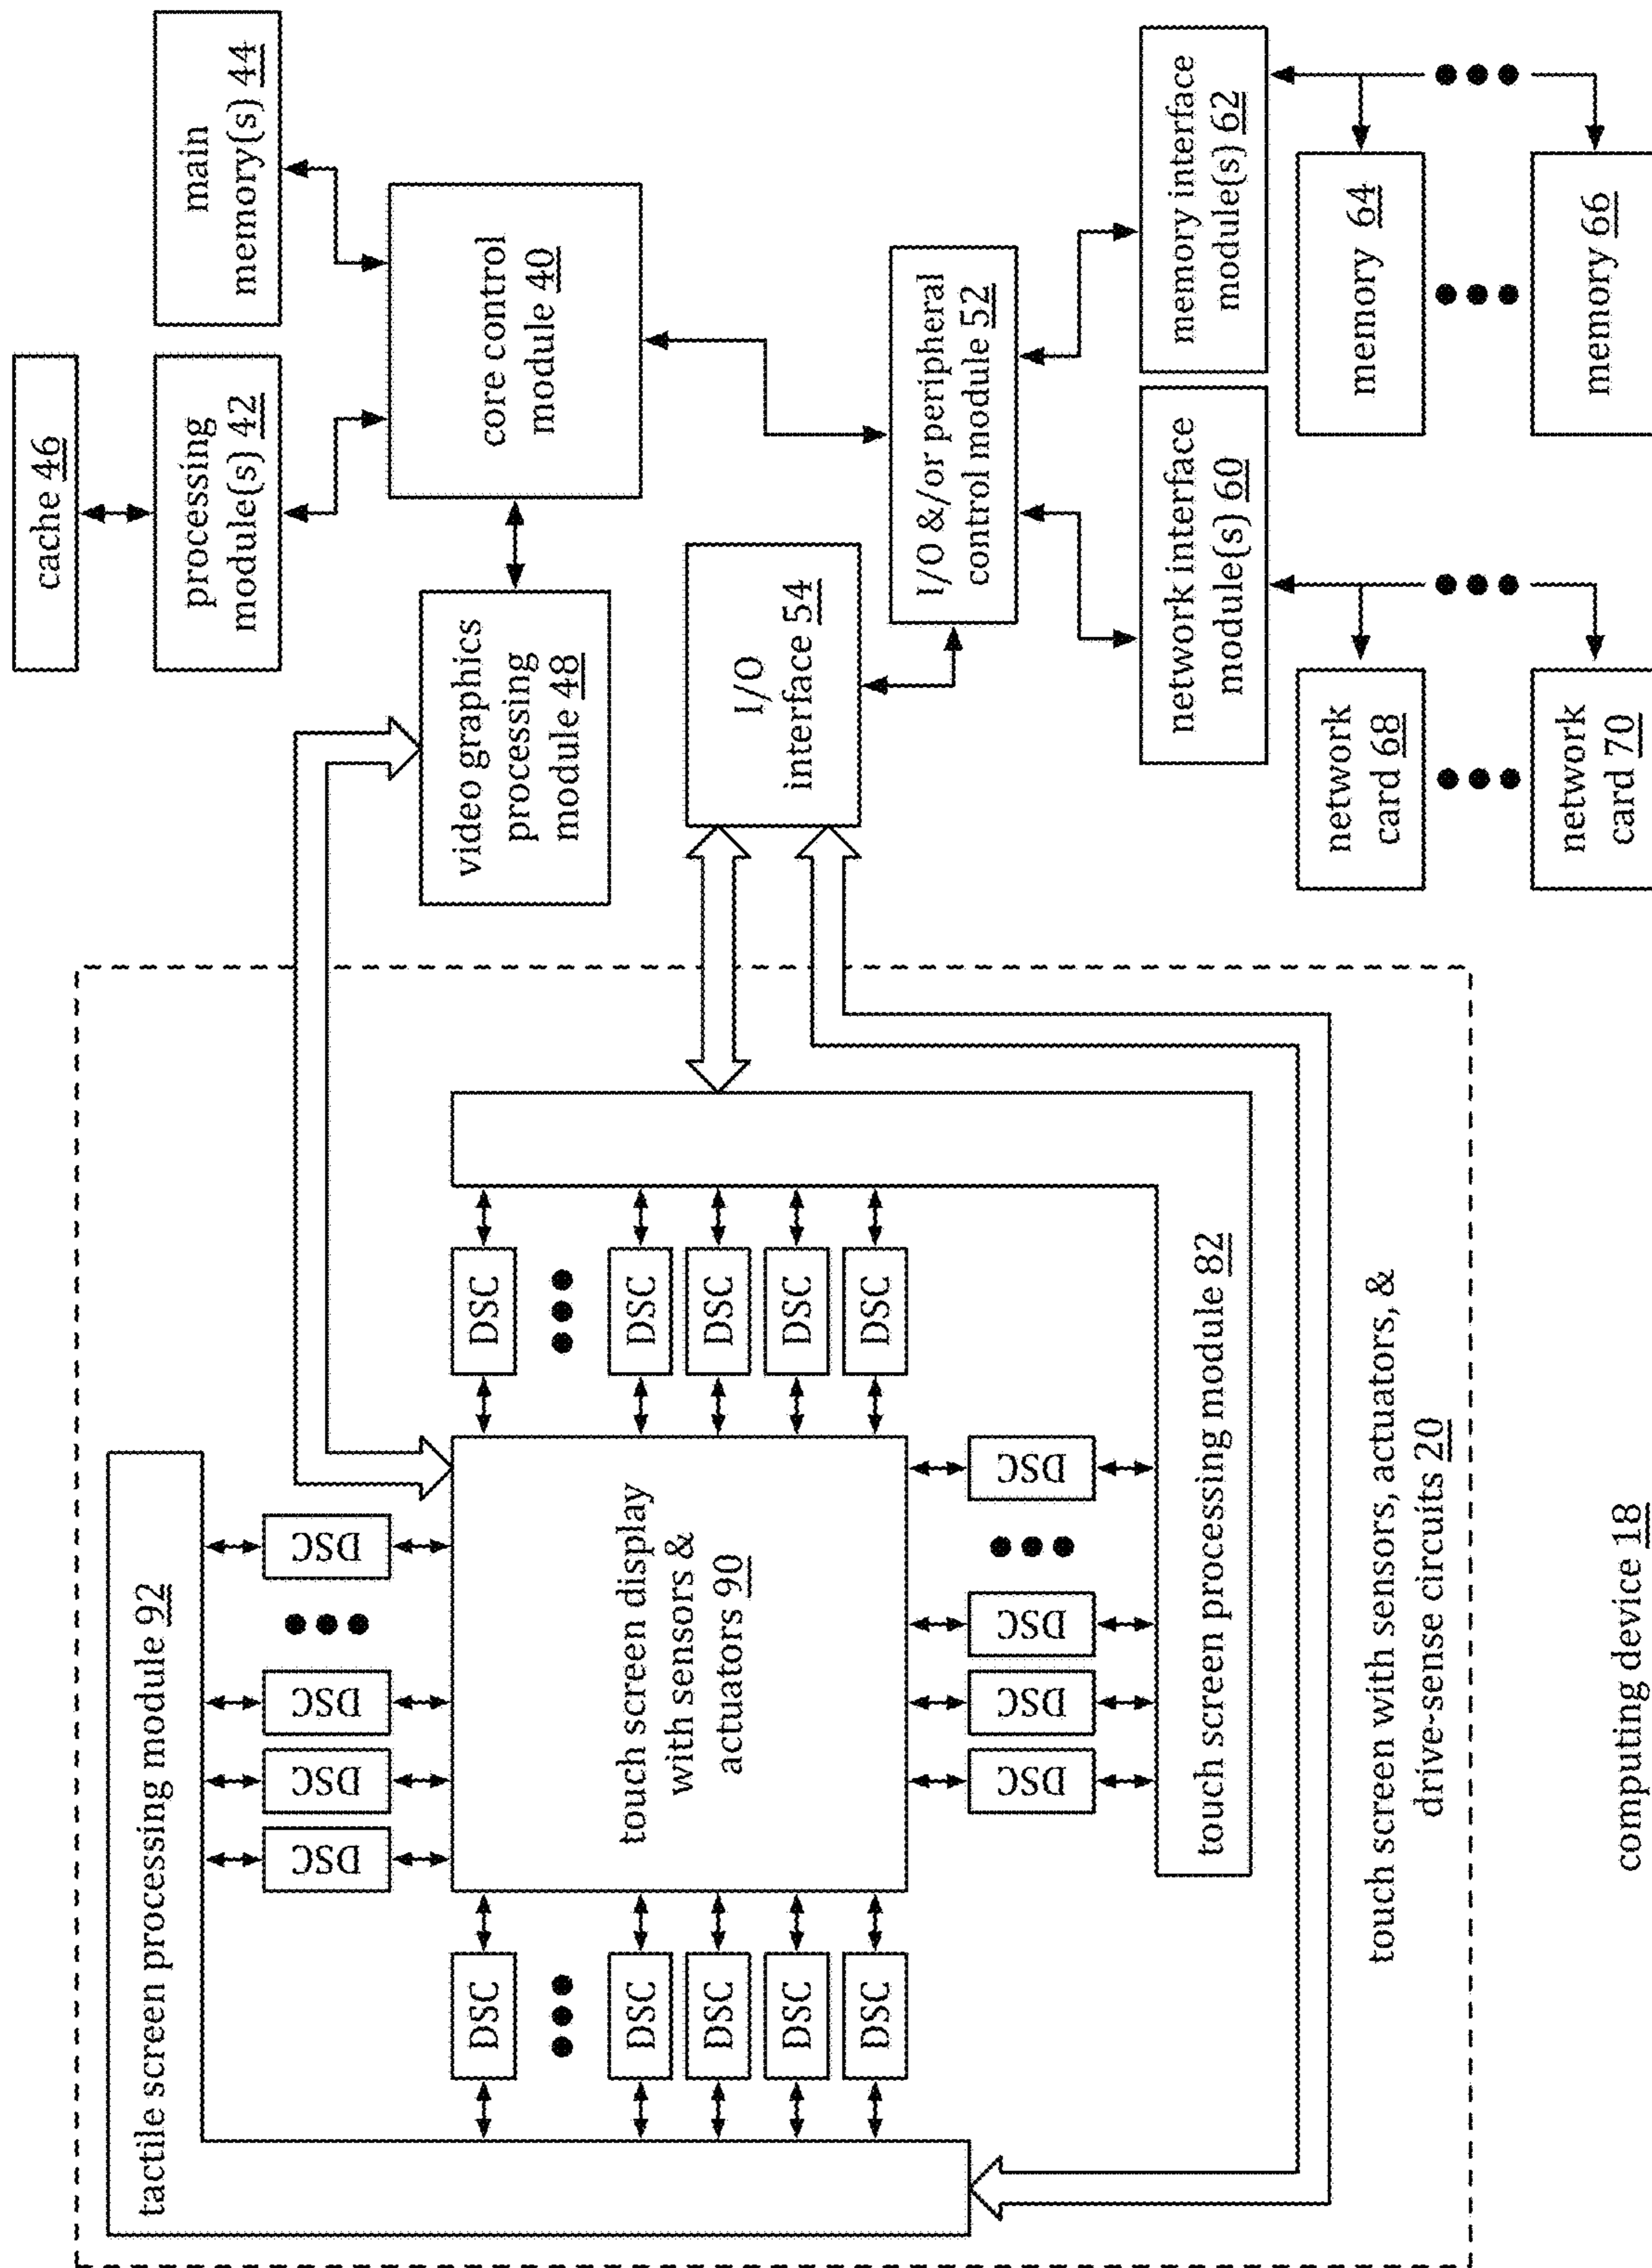 tactile screen processing module 92
DSC
DSC
DSC
DSC
DSC
DSC
DSC
DSC
DSC
touch screen display
with sensors &
actuators 90
DSC
DSC
DSC
DSC
DSC
DSC
DSC
DSC
DSC
touch screen processing module 82
touch screen with sensors, actuators, &
drive-sense circuits 20
cache 46
processing
module(s) 42
main
memory(s) 44
video graphics
processing
module 48
core control
module 40
I/O
interface 54
I/O &/or peripheral
control module 52
network interface
module(s) 60
memory interface
module(s) 62
network
card 68
memory 64
network
card 70
memory 66
computing device 18